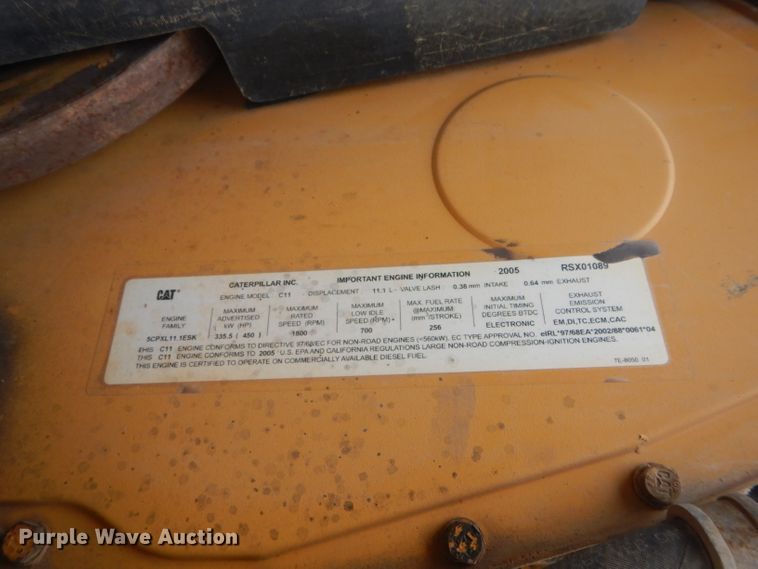 CAT
CATERPILLAR INC. IMPORTANT ENGINE INFORMATION 2005 RSX01089
ENGINE MODEL: C11 DISPLACEMENT : 11.1 L - VALVE LASH : 0.38 mm INTAKE 0.64 mm EXHAUST
ENGINE FAMILY
MAXIMUM ADVERTISED kW (HP)
MAXIMUM RATED SPEED (RPM)
MAXIMUM LOW IDLE SPEED (RPM)
MAX. FUEL RATE @MAXIMUM (mm³/STROKE)
MAXIMUM INITIAL TIMING DEGREES BTDC
EXHAUST EMISSION CONTROL SYSTEM
5CPXL11.1ESK 335.5 ( 450 ) 1800 700 256 ELECTRONIC EM,DI,TC,ECM,CAC
EHIS C11 ENGINE CONFORMS TO DIRECTIVE 97/68/EC FOR NON-ROAD ENGINES (<560kW). EC TYPE APPROVAL NO. eIRL*97/68EA*2002/88*0061*04
THIS C11 ENGINE CONFORMS TO 2005 U.S. EPA AND CALIFORNIA REGULATIONS LARGE NON-ROAD COMPRESSION-IGNITION ENGINES.
THIS ENGINE IS CERTIFIED TO OPERATE ON COMMERCIALLY AVAILABLE DIESEL FUEL.
TE-8050 01
Purple Wave Auction